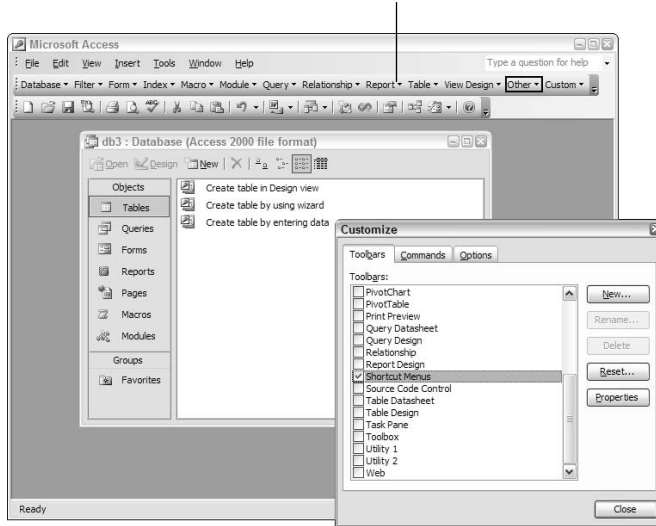 Microsoft Access
File Edit View Insert Tools Window Help
Type a question for help
Database Filter Form Index Macro Module Query Relationship Report Table View Design Other Custom
db3 : Database (Access 2000 file format)
Open Design New
Objects
Tables
Queries
Forms
Reports
Pages
Macros
Modules
Groups
Favorites
Create table in Design view
Create table by using wizard
Create table by entering data
Customize
Toolbars Commands Options
Toolbars:
PivotChart
PivotTable
Print Preview
Query Datasheet
Query Design
Relationship
Report Design
Shortcut Menus
Source Code Control
Table Datasheet
Table Design
Task Pane
Toolbox
Utility 1
Utility 2
Web
New...
Rename...
Delete
Reset...
Properties
Close
Ready